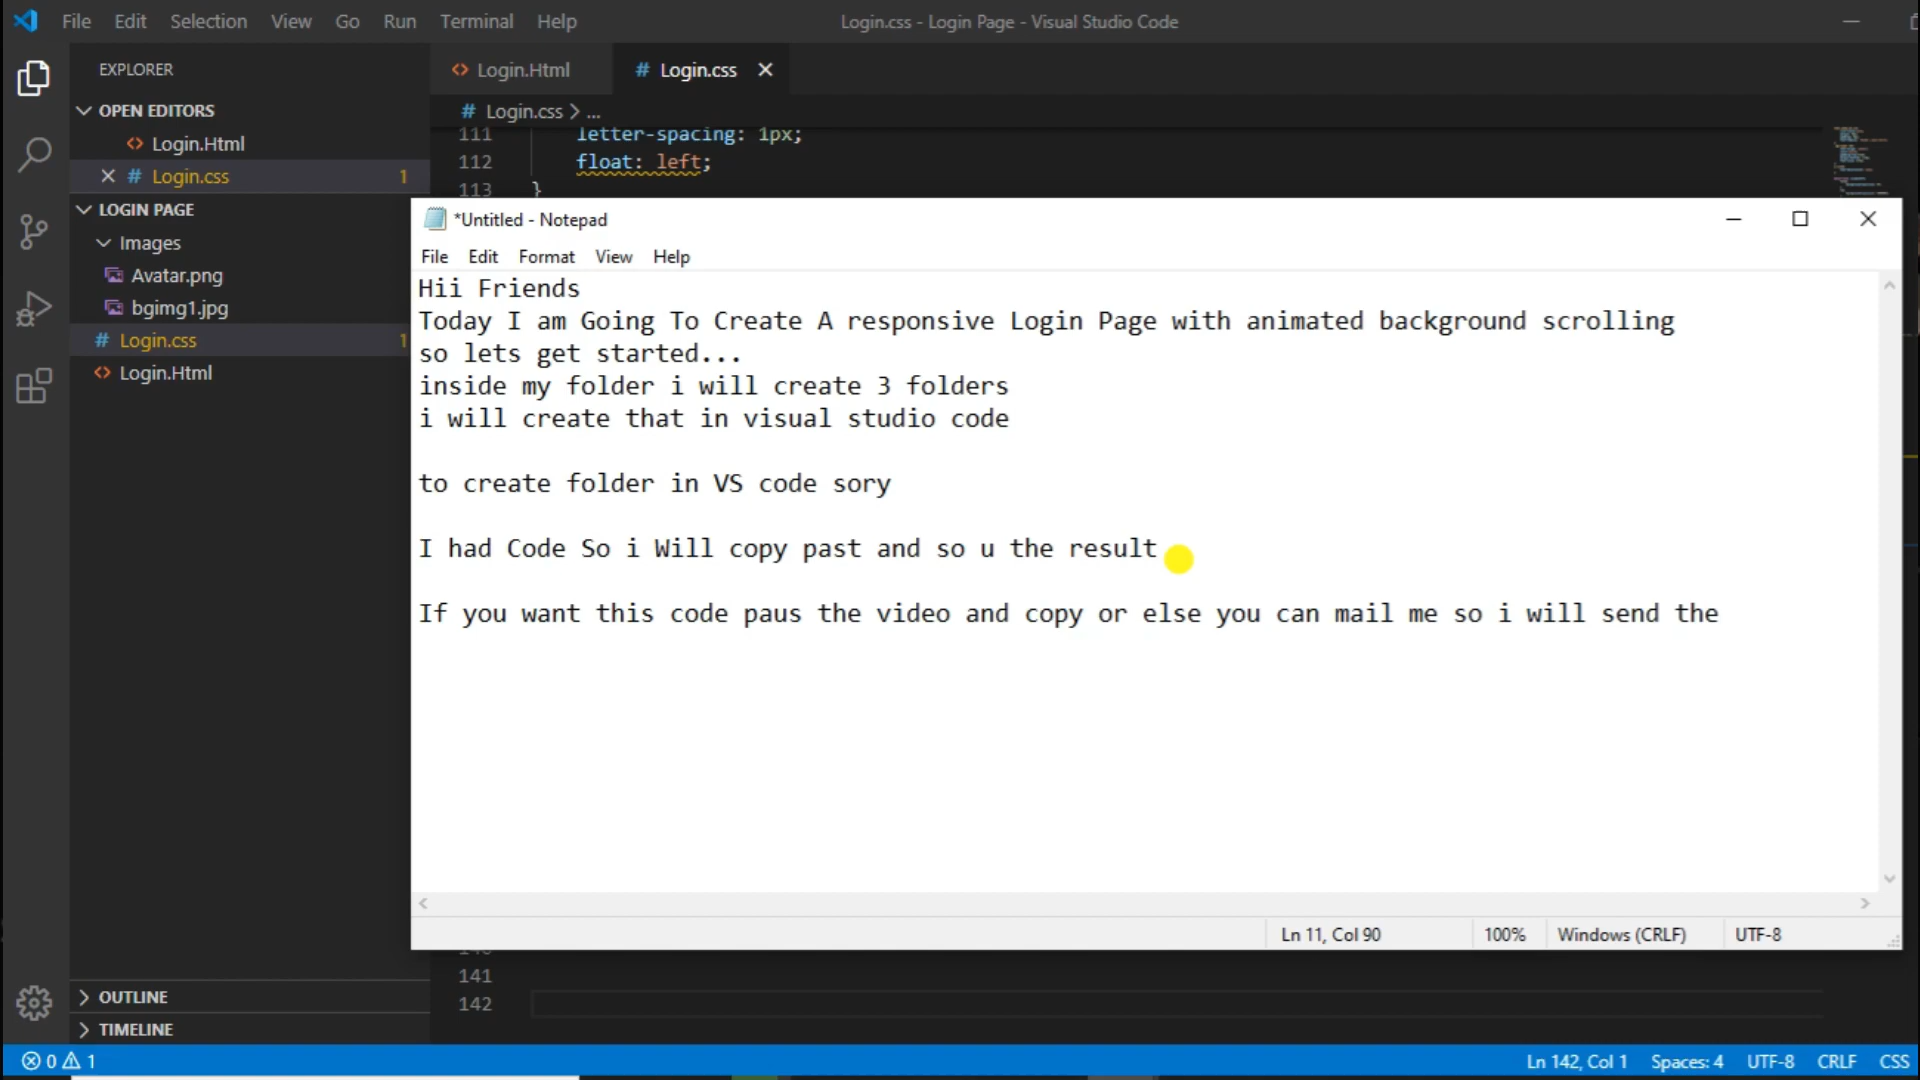 File Edit Selection View Go Run Terminal Help Login.css - Login Page - Visual Studio Code
EXPLORER
OPEN EDITORS
Login.Html
Login.css 1
LOGIN PAGE
Images
Avatar.png
bgimg1.jpg
Login.css 1
Login.Html
OUTLINE
TIMELINE
Login.Html # Login.css
# Login.css > ...
111 letter-spacing: 1px;
112 float: left;
113 }
*Untitled - Notepad
File Edit Format View Help
Hii Friends
Today I am Going To Create A responsive Login Page with animated background scrolling
so lets get started...
inside my folder i will create 3 folders
i will create that in visual studio code
to create folder in VS code sory
I had Code So i Will copy past and so u the result
If you want this code paus the video and copy or else you can mail me so i will send the
Ln 11, Col 90 100% Windows (CRLF) UTF-8
141
142
0 1 Ln 142, Col 1 Spaces: 4 UTF-8 CRLF CSS